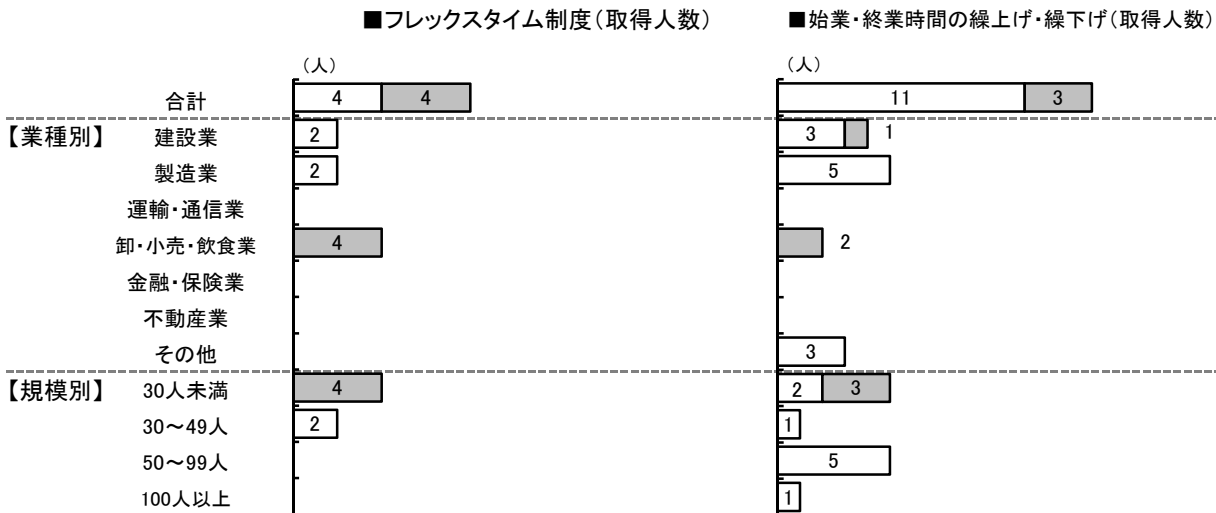 ■フレックスタイム制度(取得人数) ■始業・終業時間の繰上げ・繰下げ(取得人数)
(人) (人)
合計 4 4 11 3
【業種別】 建設業 2 3 1
製造業 2 5
運輸・通信業
卸・小売・飲食業 4 2
金融・保険業
不動産業
その他 3
【規模別】 30人未満 4 2 3
30～49人 2 1
50～99人 5
100人以上 1